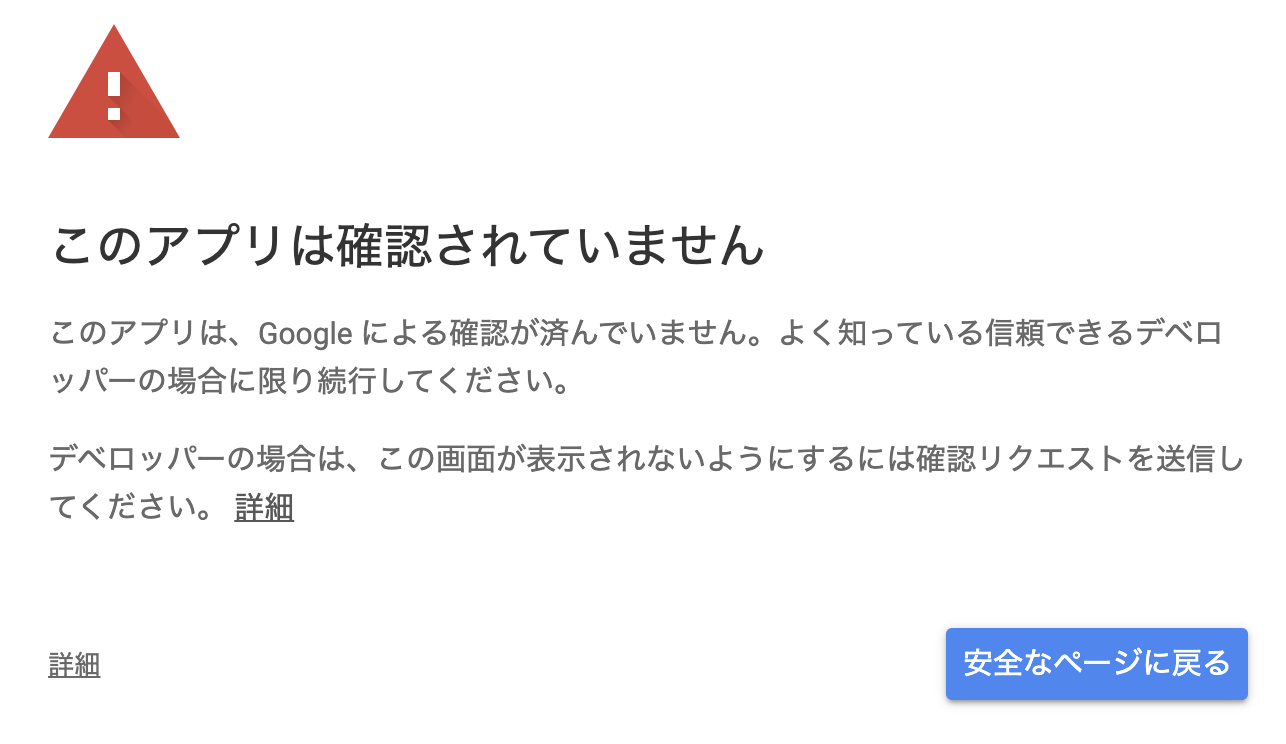 このアプリは確認されていません
このアプリは、Google による確認が済んでいません。よく知っている信頼できるデベロ
ッパーの場合に限り続行してください。
デベロッパーの場合は、この画面が表示されないようにするには確認リクエストを送信し
てください。 詳細
詳細
安全なページに戻る